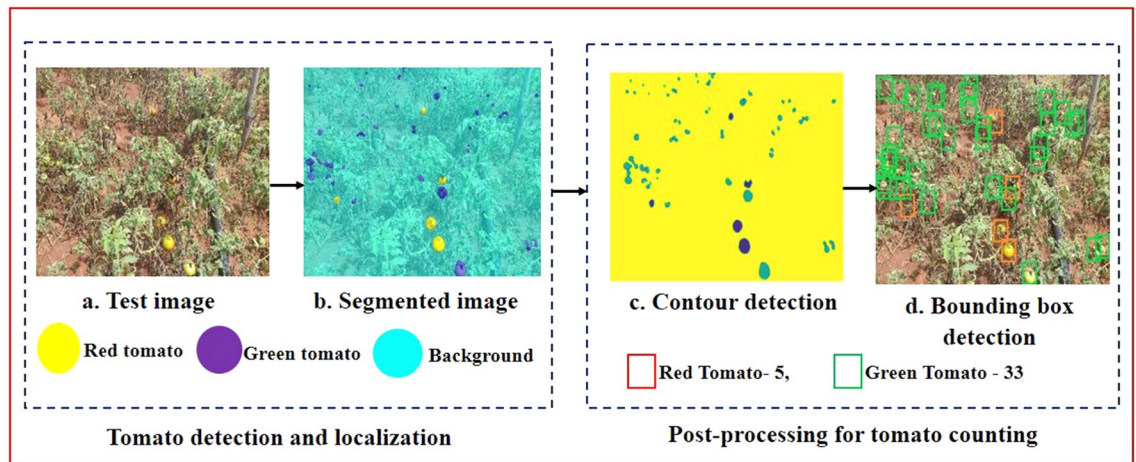 a. Test image
b. Segmented image
Red tomato
Green tomato
Background
Tomato detection and localization
c. Contour detection
d. Bounding box
detection
Red Tomato- 5,
Green Tomato - 33
Post-processing for tomato counting